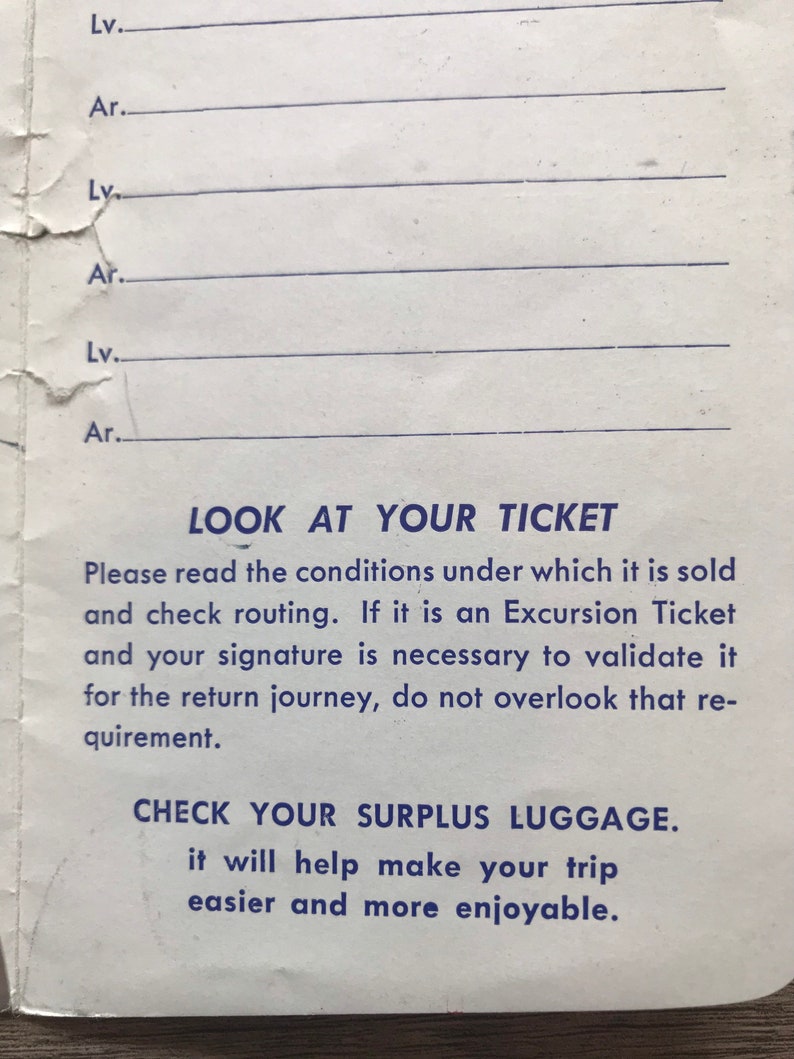 Lv.
Ar.
Lv.
Ar.
Lv.
Ar.
LOOK AT YOUR TICKET
Please read the conditions under which it is sold
and check routing. If it is an Excursion Ticket
and your signature is necessary to validate it
for the return journey, do not overlook that re-
quirement.
CHECK YOUR SURPLUS LUGGAGE.
it will help make your trip
easier and more enjoyable.